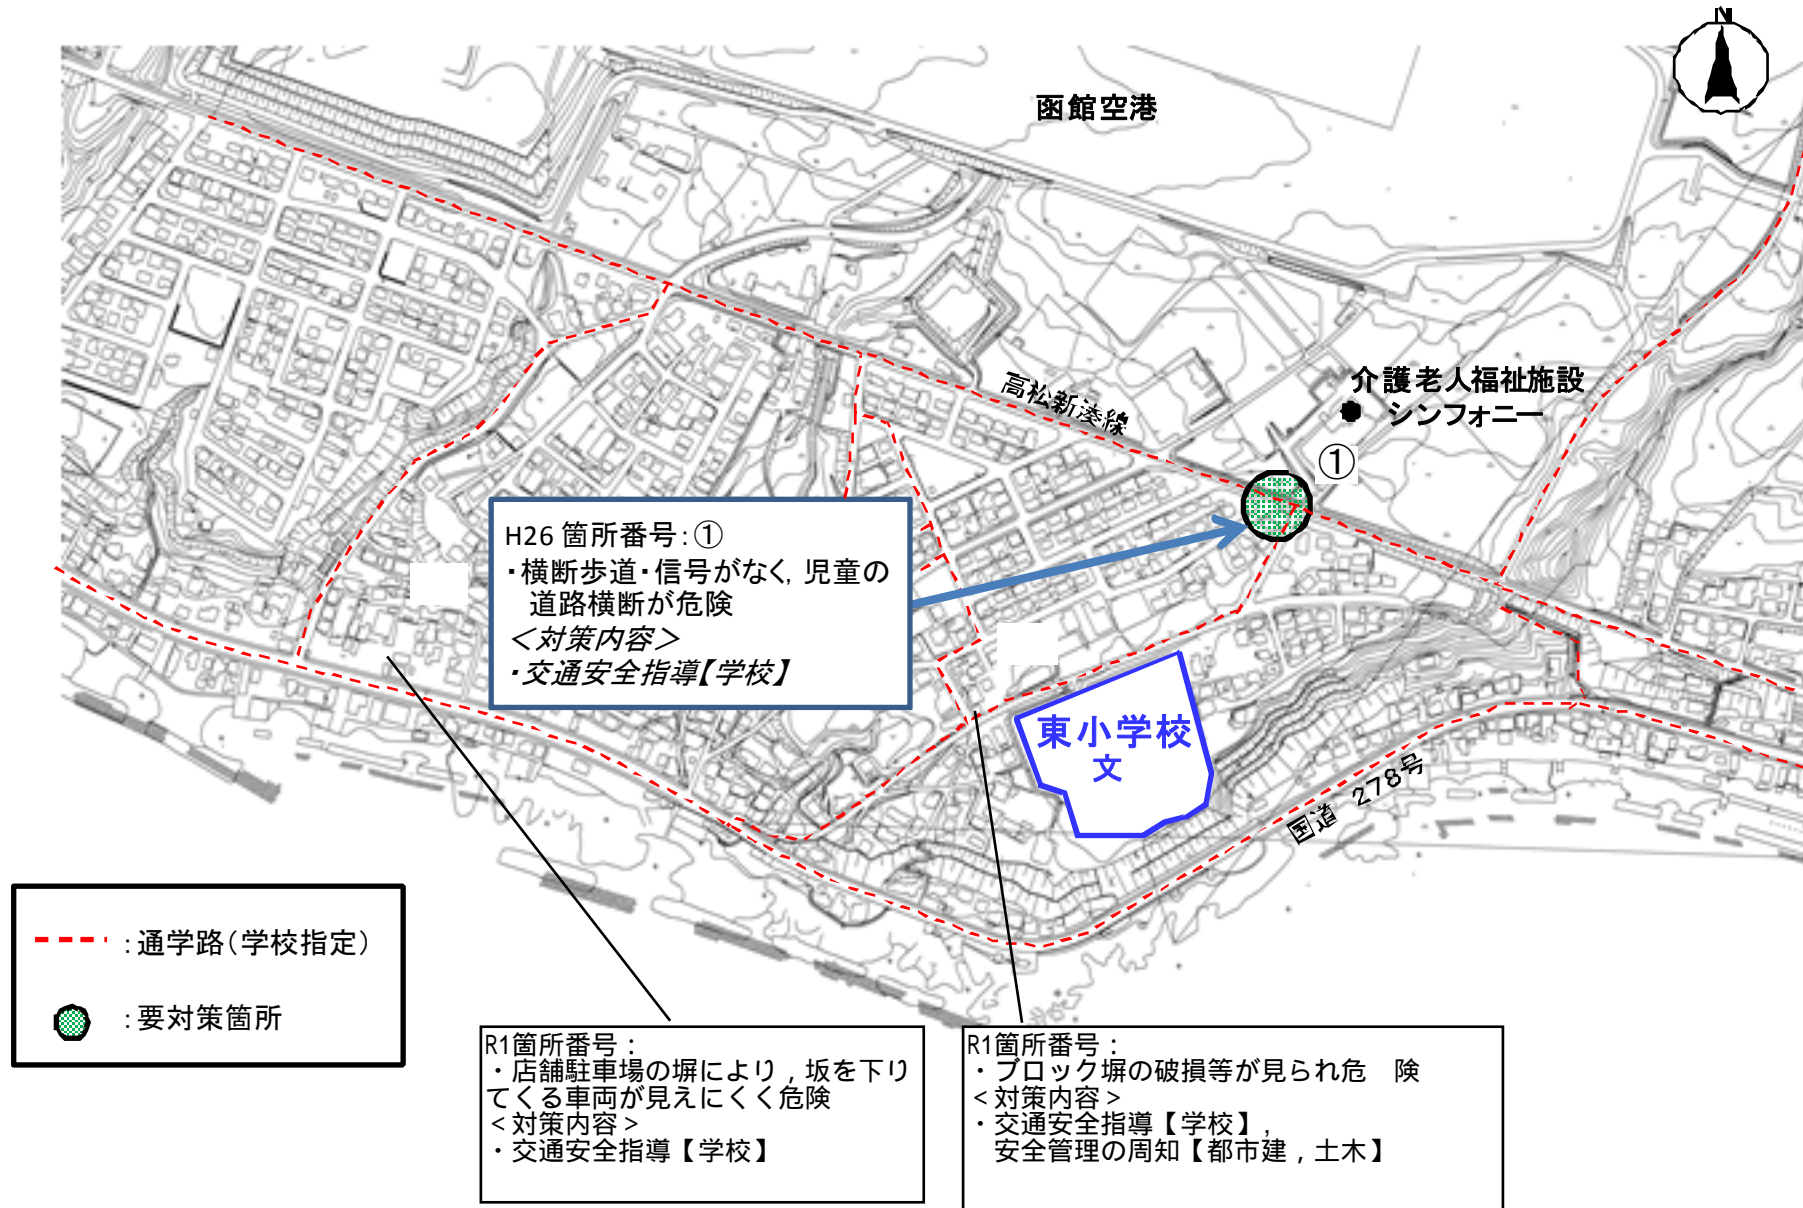 N
函館空港
介護老人福祉施設
シンフォニー
高松新湊線
①
H26 箇所番号：①
・横断歩道・信号がなく，児童の
道路横断が危険
＜対策内容＞
・交通安全指導【学校】
東小学校
文
国道 278号
：通学路（学校指定）
：要対策箇所
R1箇所番号：
・店舗駐車場の塀により，坂を下り
てくる車両が見えにくく危険
＜対策内容＞
・交通安全指導【学校】
R1箇所番号：
・ブロック塀の破損等が見られ危　険
＜対策内容＞
・交通安全指導【学校】，
安全管理の周知【都市建，土木】